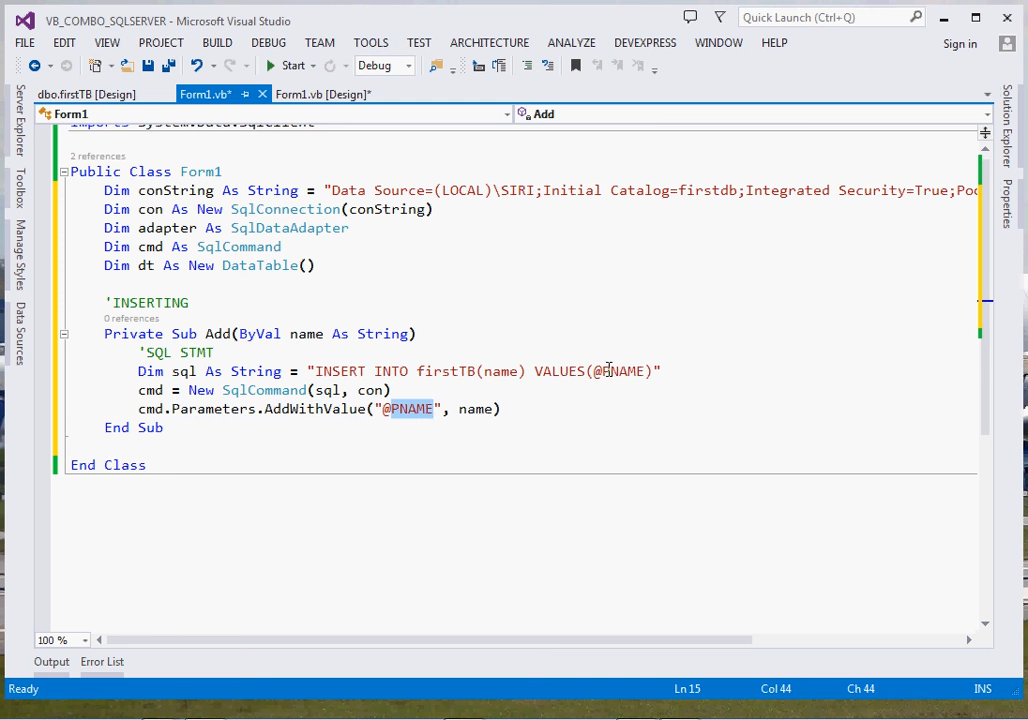 VB_COMBO_SQLSERVER - Microsoft Visual Studio
Quick Launch (Ctrl+Q)
FILE EDIT VIEW PROJECT BUILD DEBUG TEAM TOOLS TEST ARCHITECTURE ANALYZE DEVEXPRESS WINDOW HELP Sign in
Start Debug
dbo.firstTB [Design] Form1.vb* Form1.vb [Design]*
Form1 Add
Server Explorer
Toolbox
Manage Styles
Data Sources
Solution Explorer
Properties
Imports System.Data.SqlClient
2 references
Public Class Form1
Dim conString As String = "Data Source=(LOCAL)\SIRI;Initial Catalog=firstdb;Integrated Security=True;Poo
Dim con As New SqlConnection(conString)
Dim adapter As SqlDataAdapter
Dim cmd As SqlCommand
Dim dt As New DataTable()
'INSERTING
0 references
Private Sub Add(ByVal name As String)
'SQL STMT
Dim sql As String = "INSERT INTO firstTB(name) VALUES(@PNAME)"
cmd = New SqlCommand(sql, con)
cmd.Parameters.AddWithValue("@PNAME", name)
End Sub
End Class
100 %
Output Error List
Ready Ln 15 Col 44 Ch 44 INS